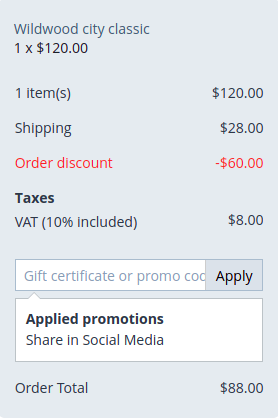 Wildwood city classic
1 x $120.00
1 item(s) $120.00
Shipping $28.00
Order discount -$60.00
Taxes
VAT (10% included) $8.00
Gift certificate or promo coc Apply
Applied promotions
Share in Social Media
Order Total $88.00